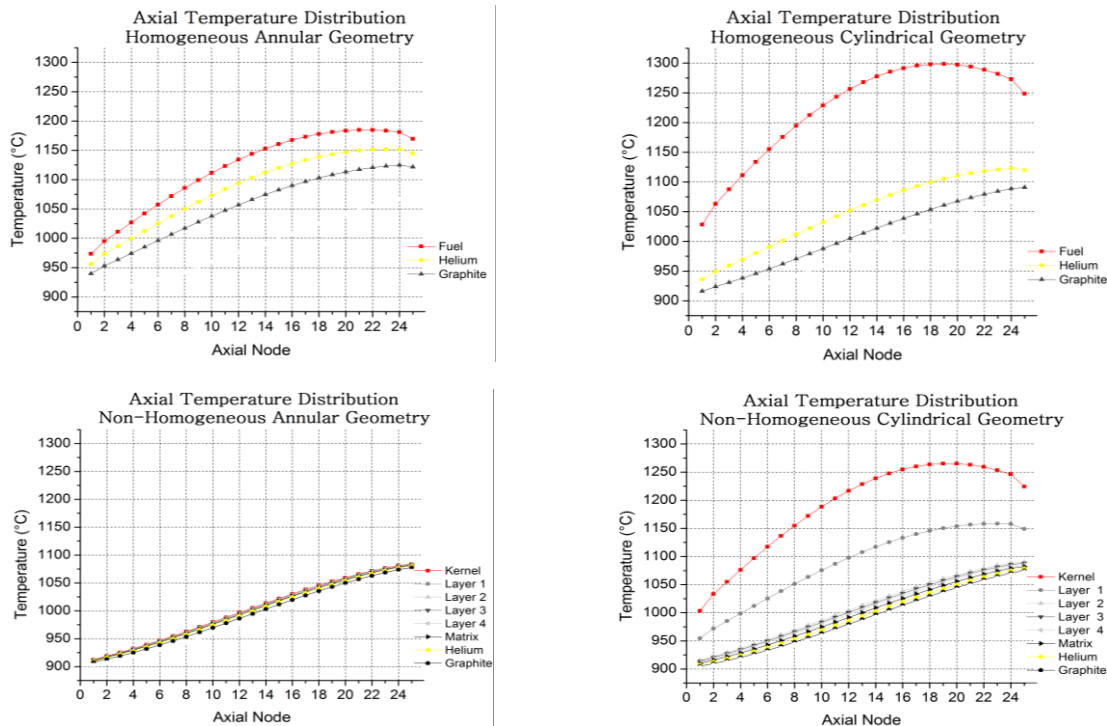 Axial Temperature Distribution
Homogeneous Annular Geometry
1300
1250
1200
1150
1100
1050
1000
950
900
Temperature (°C)
Fuel
Helium
Graphite
0 2 4 6 8 10 12 14 16 18 20 22 24
Axial Node
Axial Temperature Distribution
Homogeneous Cylindrical Geometry
1300
1250
1200
1150
1100
1050
1000
950
900
Temperature (°C)
Fuel
Helium
Graphite
0 2 4 6 8 10 12 14 16 18 20 22 24
Axial Node
Axial Temperature Distribution
Non-Homogeneous Annular Geometry
1300
1250
1200
1150
1100
1050
1000
950
900
Temperature (°C)
Kernel
Layer 1
Layer 2
Layer 3
Layer 4
Matrix
Helium
Graphite
0 2 4 6 8 10 12 14 16 18 20 22 24
Axial Node
Axial Temperature Distribution
Non-Homogeneous Cylindrical Geometry
1300
1250
1200
1150
1100
1050
1000
950
900
Temperature (°C)
Kernel
Layer 1
Layer 2
Layer 3
Layer 4
Matrix
Helium
Graphite
0 2 4 6 8 10 12 14 16 18 20 22 24
Axial Node